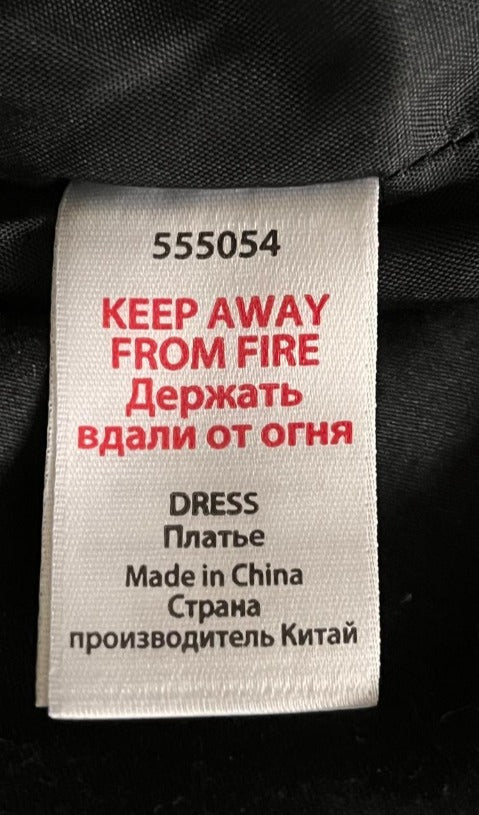 555054
KEEP AWAY
FROM FIRE
Держать
вдали от огня
DRESS
Платье
Made in China
Страна
производитель Китай